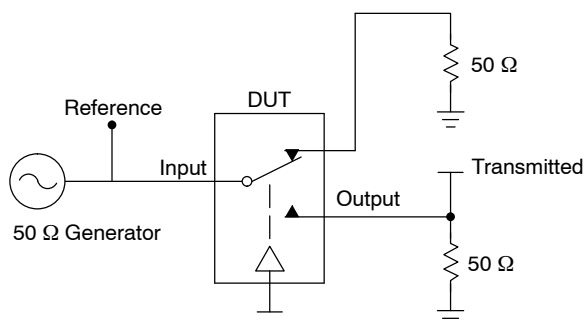 50 Ω
Reference
DUT
Input
Transmitted
Output
50 Ω Generator
50 Ω